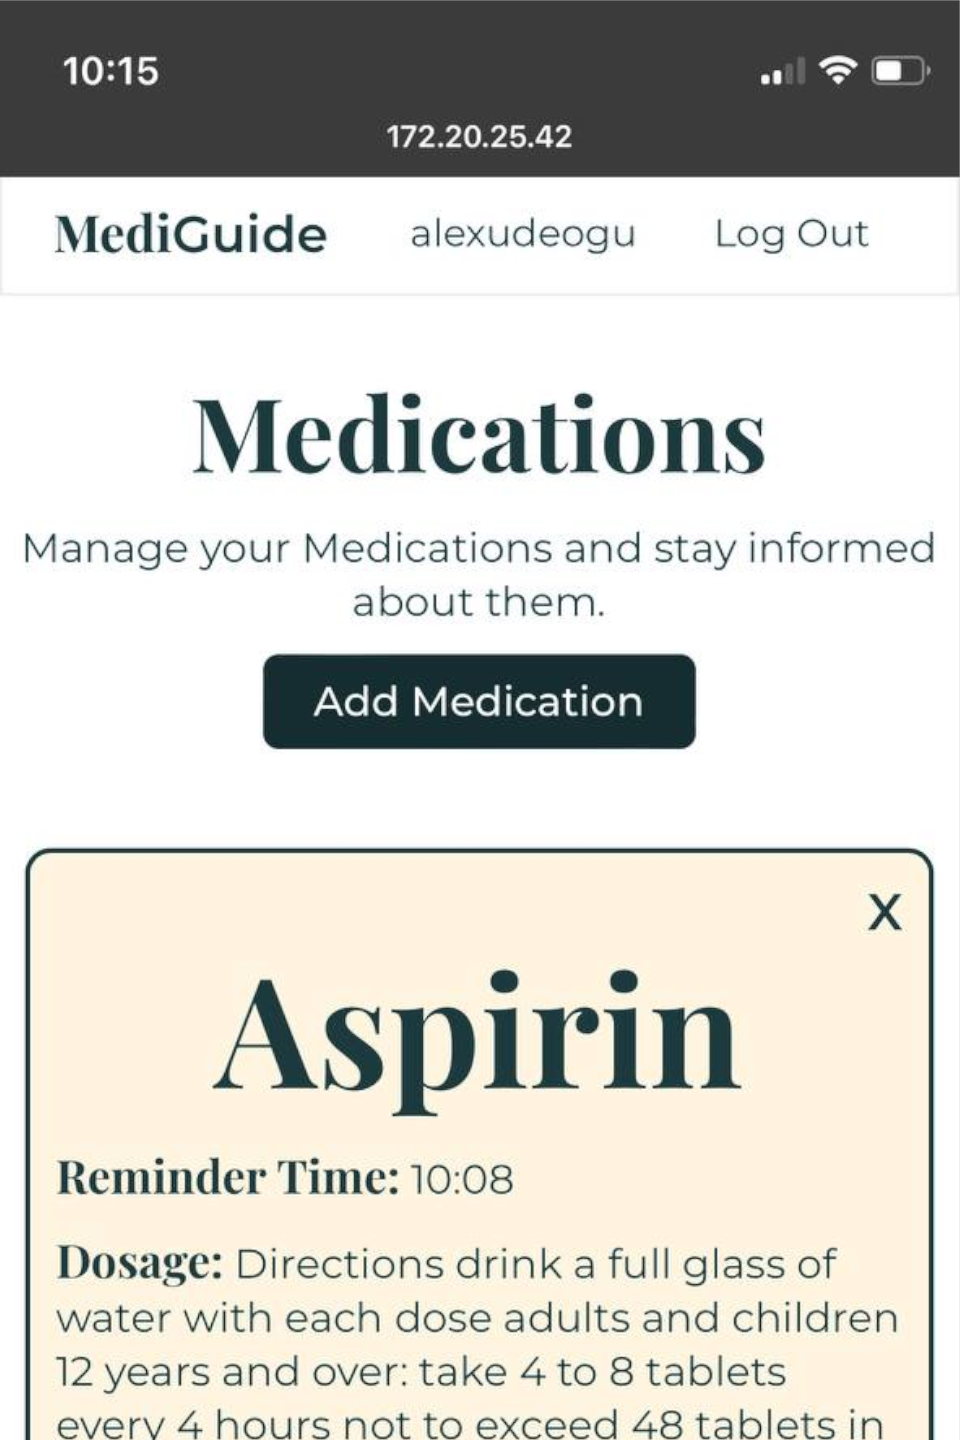 10:15
172.20.25.42
MediGuide alexudeogu Log Out
Medications
Manage your Medications and stay informed
about them.
Add Medication
X
Aspirin
Reminder Time: 10:08
Dosage: Directions drink a full glass of
water with each dose adults and children
12 years and over: take 4 to 8 tablets
every 4 hours not to exceed 48 tablets in